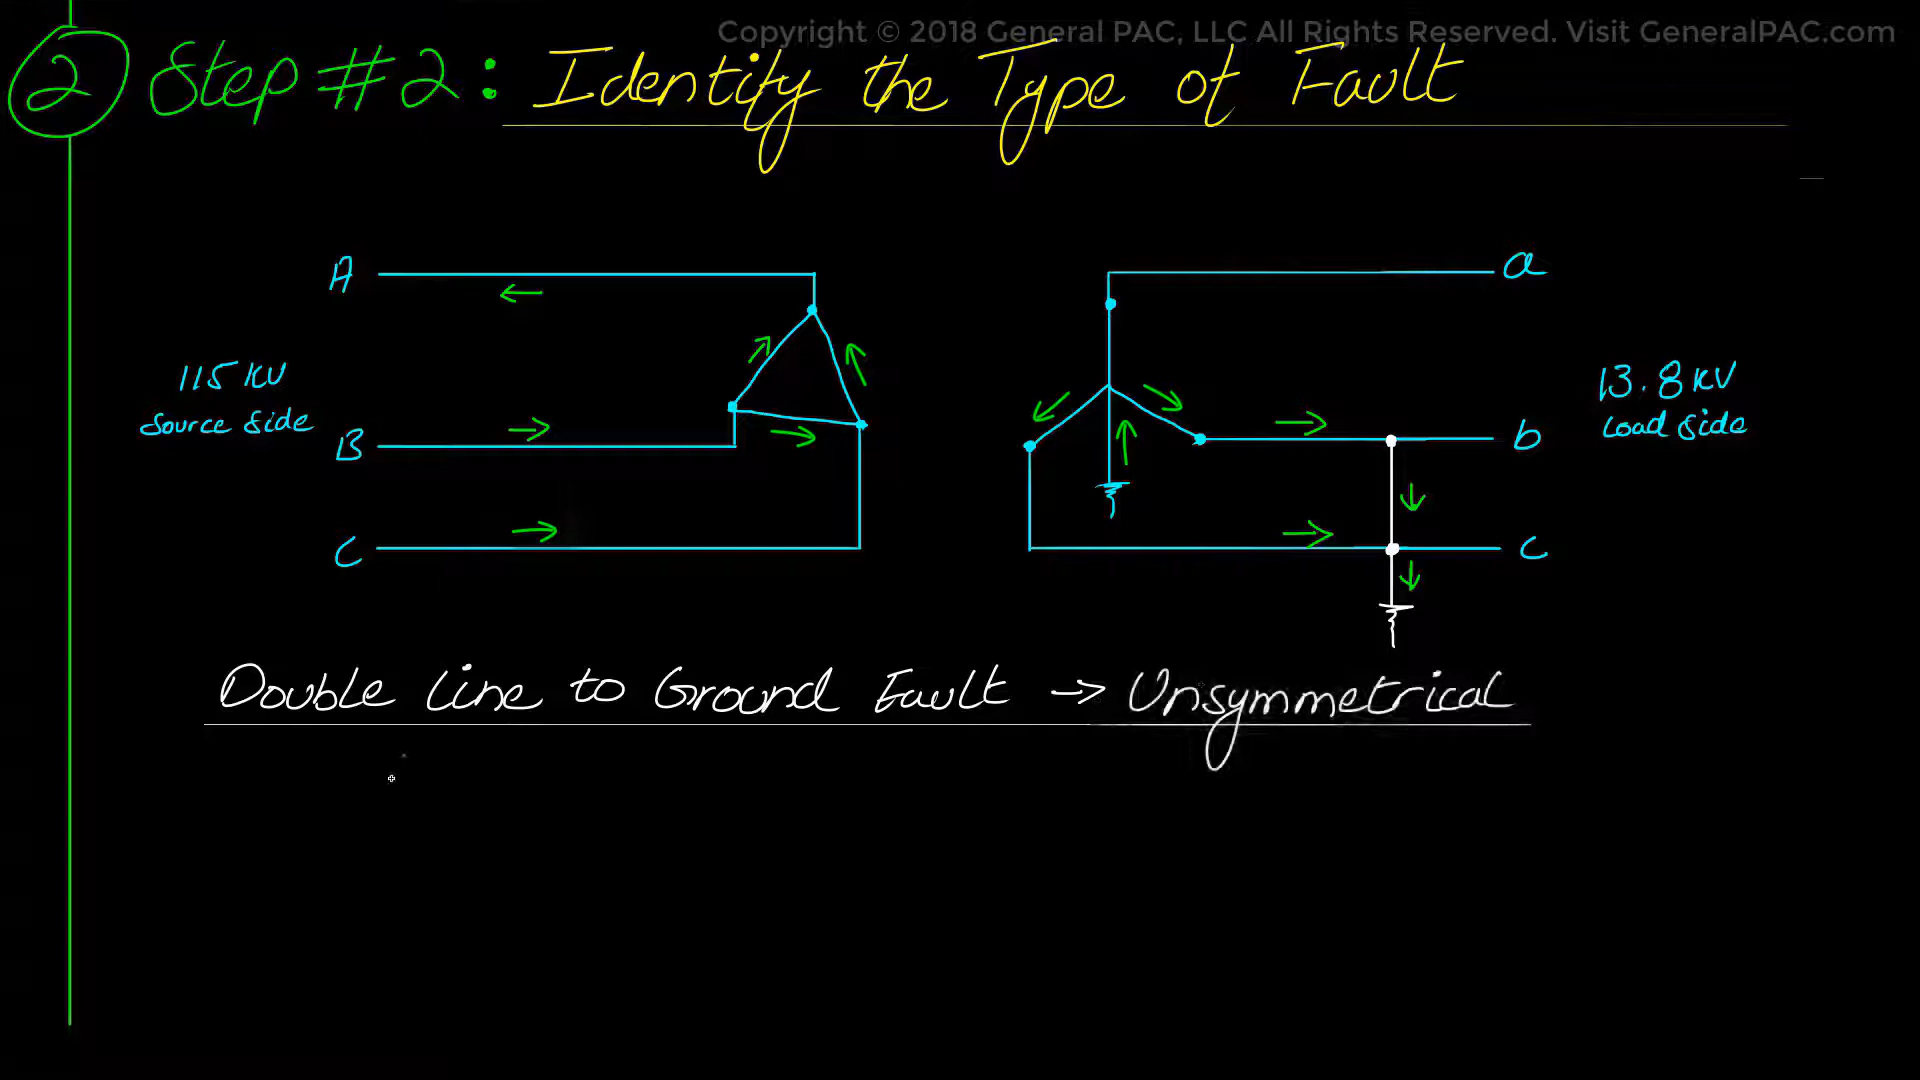 Copyright © 2018 General PAC, LLC All Rights Reserved. Visit GeneralPAC.com
2 Step #2: Identify the Type of Fault
A
a
115 KV
Source Side
13.8 KV
Load Side
B
b
C
c
Double Line to Ground Fault → Unsymmetrical